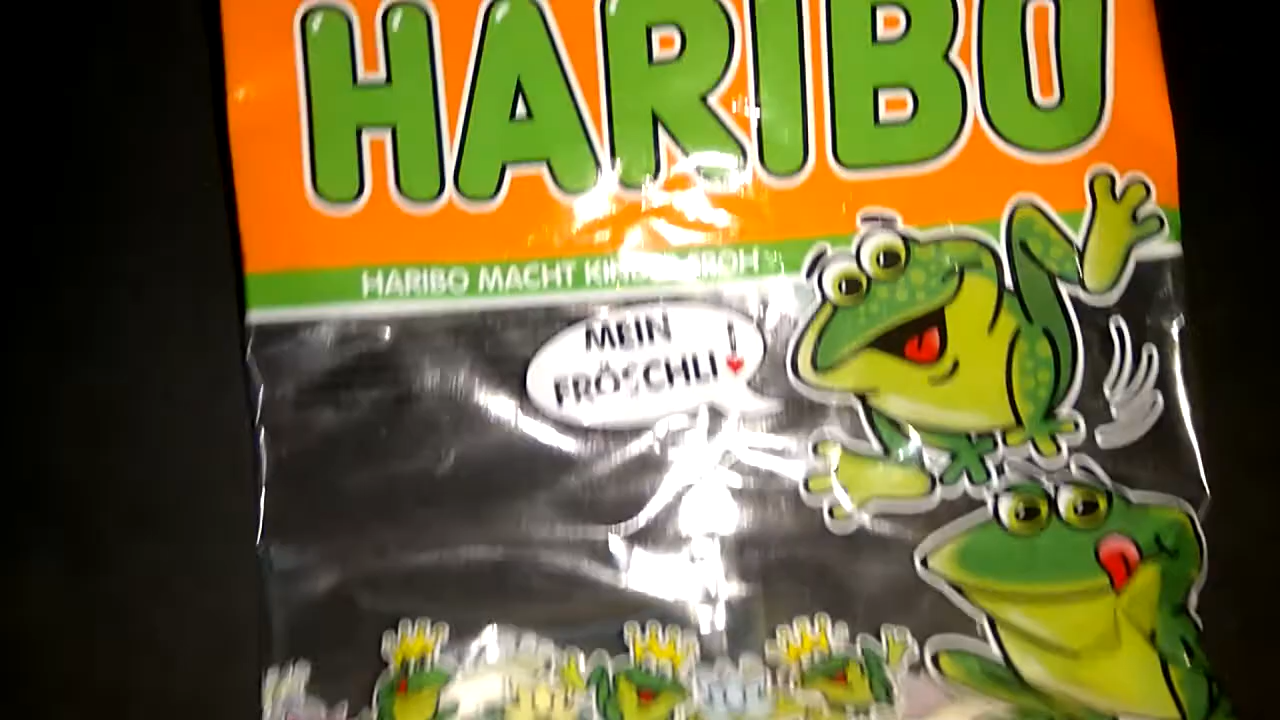 HARIBO
HARIBO MACHT KINDER FROH
MEIN
FRÖSCHLI!